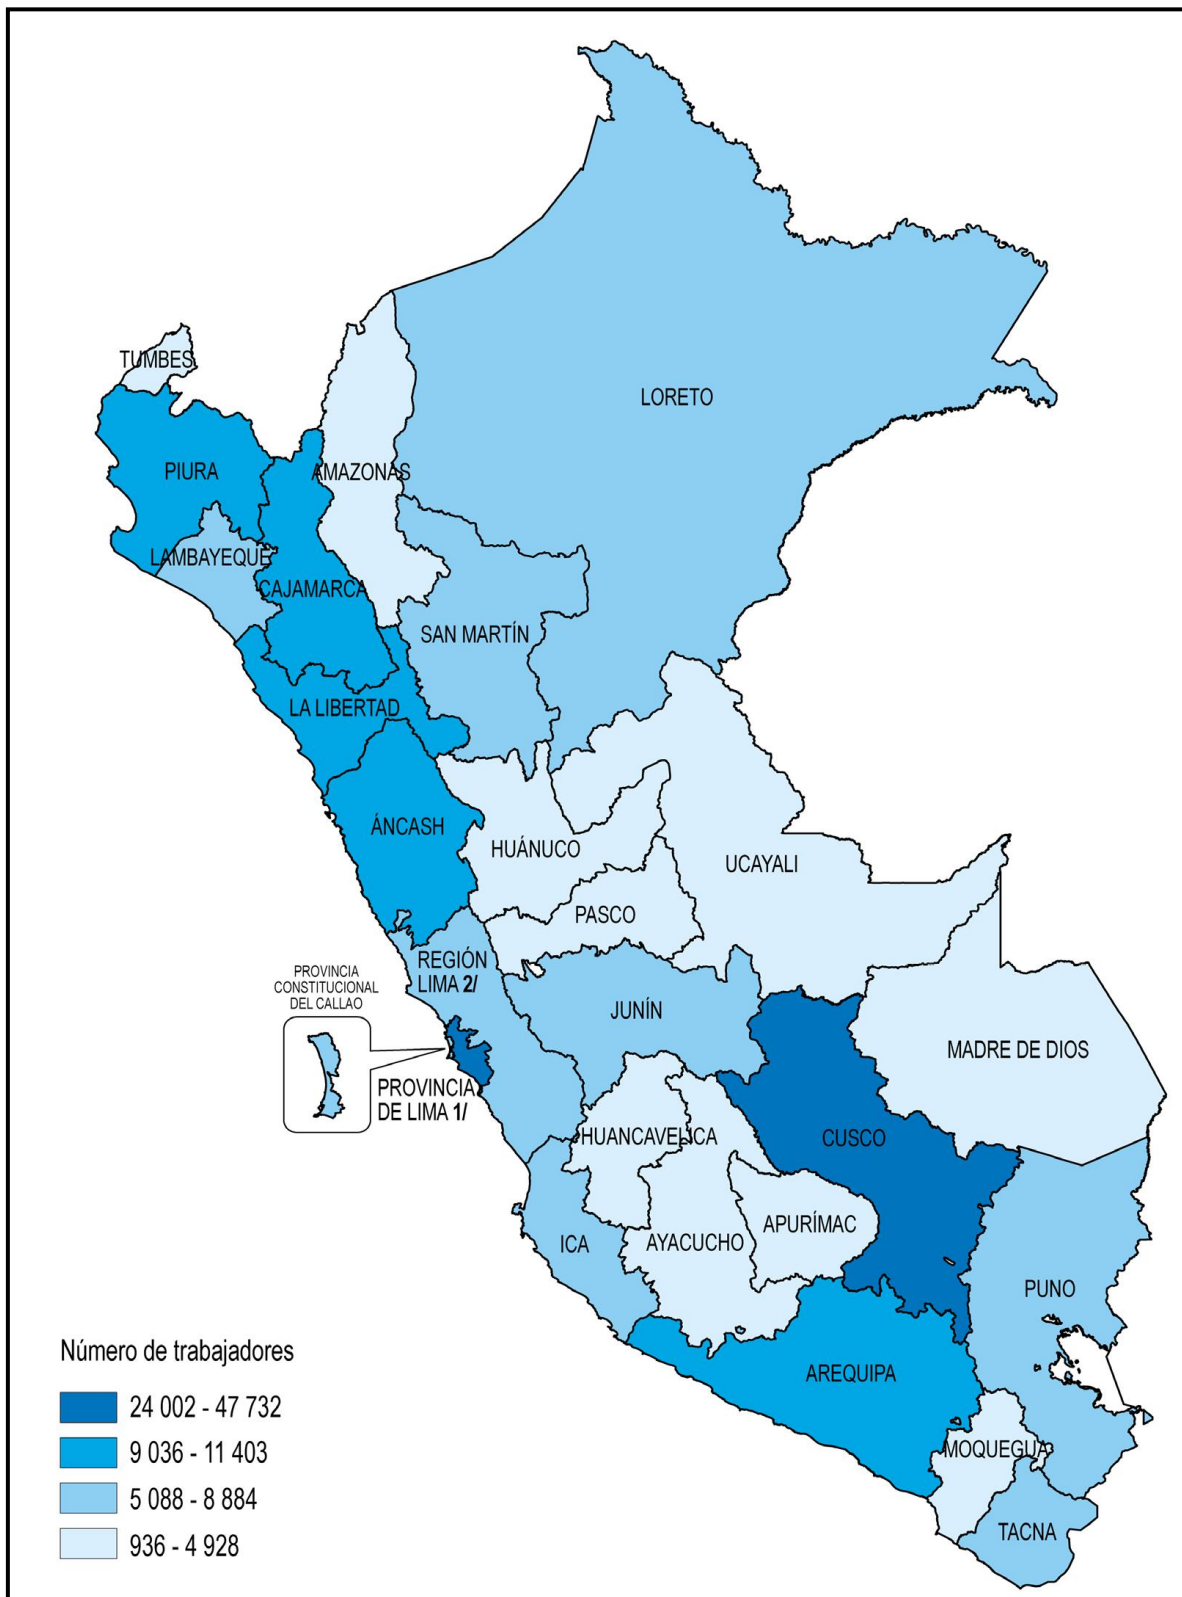 TUMBES
PIURA
LAMBAYEQUE
CAJAMARCA
AMAZONAS
LORETO
SAN MARTÍN
LA LIBERTAD
ÁNCASH
HUÁNUCO
PASCO
UCAYALI
REGIÓN
LIMA 2/
JUNÍN
PROVINCIA
CONSTITUCIONAL
DEL CALLAO
PROVINCIA
DE LIMA 1/
MADRE DE DIOS
HUANCAVELICA
CUSCO
ICA
AYACUCHO
APURÍMAC
PUNO
AREQUIPA
MOQUEGUA
TACNA
Número de trabajadores
24 002 - 47 732
9 036 - 11 403
5 088 - 8 884
936 - 4 928